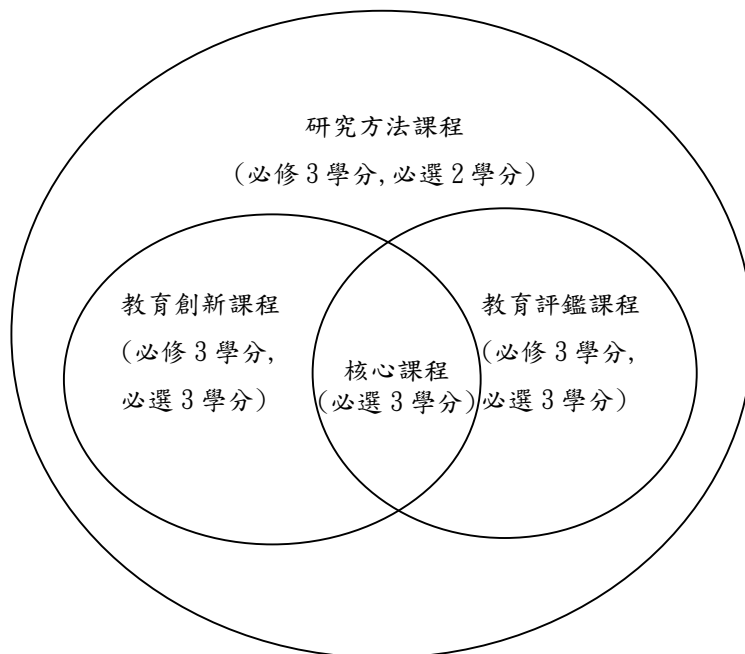 研究方法課程
(必修 3 學分, 必選 2 學分)
教育創新課程
(必修 3 學分,
必選 3 學分)
核心課程
(必選 3 學分)
教育評鑑課程
(必修 3 學分,
必選 3 學分)